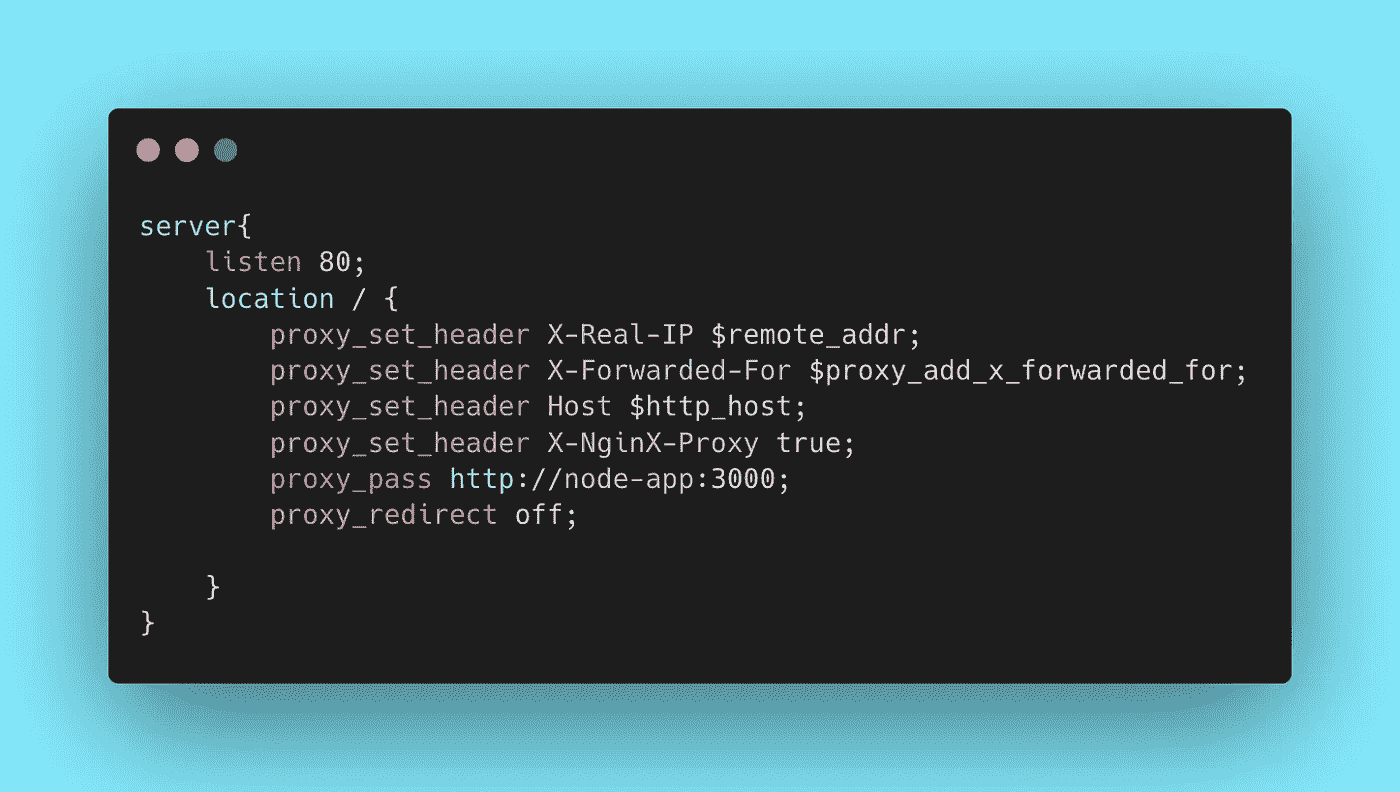 server{
    listen 80;
    location / {
        proxy_set_header X-Real-IP $remote_addr;
        proxy_set_header X-Forwarded-For $proxy_add_x_forwarded_for;
        proxy_set_header Host $http_host;
        proxy_set_header X-NginX-Proxy true;
        proxy_pass http://node-app:3000;
        proxy_redirect off;

    }
}